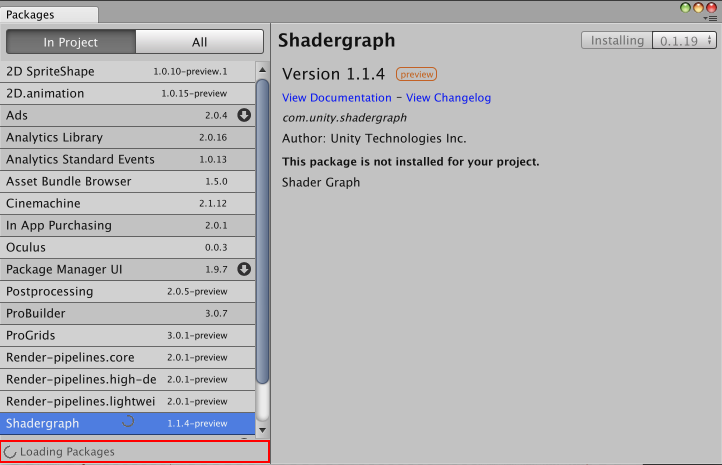 Packages
In Project All
2D SpriteShape 1.0.10-preview.1
2D.animation 1.0.15-preview
Ads 2.0.4
Analytics Library 2.0.16
Analytics Standard Events 1.0.13
Asset Bundle Browser 1.5.0
Cinemachine 2.1.12
In App Purchasing 2.0.1
Oculus 0.0.3
Package Manager UI 1.9.7
Postprocessing 2.0.5-preview
ProBuilder 3.0.7
ProGrids 3.0.1-preview
Render-pipelines.core 2.0.1-preview
Render-pipelines.high-de 2.0.1-preview
Render-pipelines.lightwei 2.0.1-preview
Shadergraph 1.1.4-preview
Loading Packages
Shadergraph
Installing 0.1.19
Version 1.1.4 preview
View Documentation - View Changelog
com.unity.shadergraph
Author: Unity Technologies Inc.
This package is not installed for your project.
Shader Graph